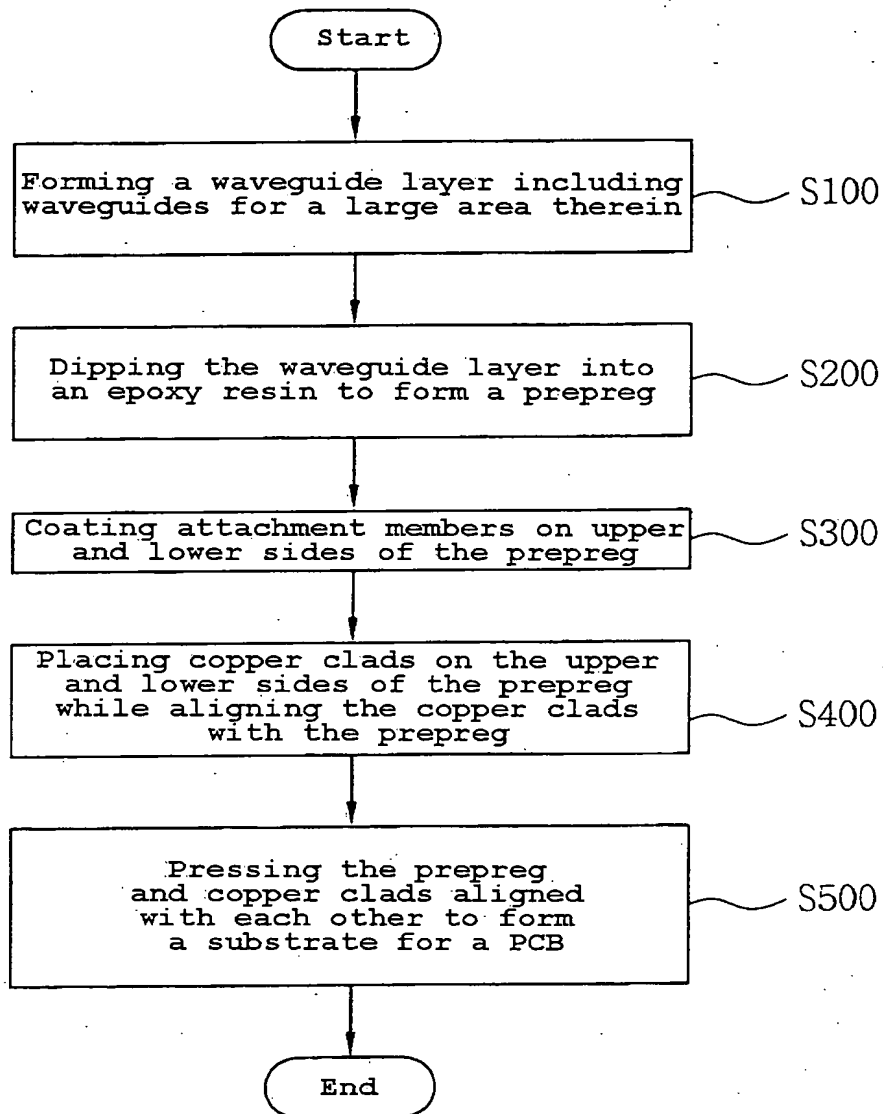 Start
Forming a waveguide layer including
waveguides for a large area therein
S100
Dipping the waveguide layer into
an epoxy resin to form a prepreg
S200
Coating attachment members on upper
and lower sides of the prepreg
S300
Placing copper clads on the upper
and lower sides of the prepreg
while aligning the copper clads
with the prepreg
S400
Pressing the prepreg
and copper clads aligned
with each other to form
a substrate for a PCB
S500
End